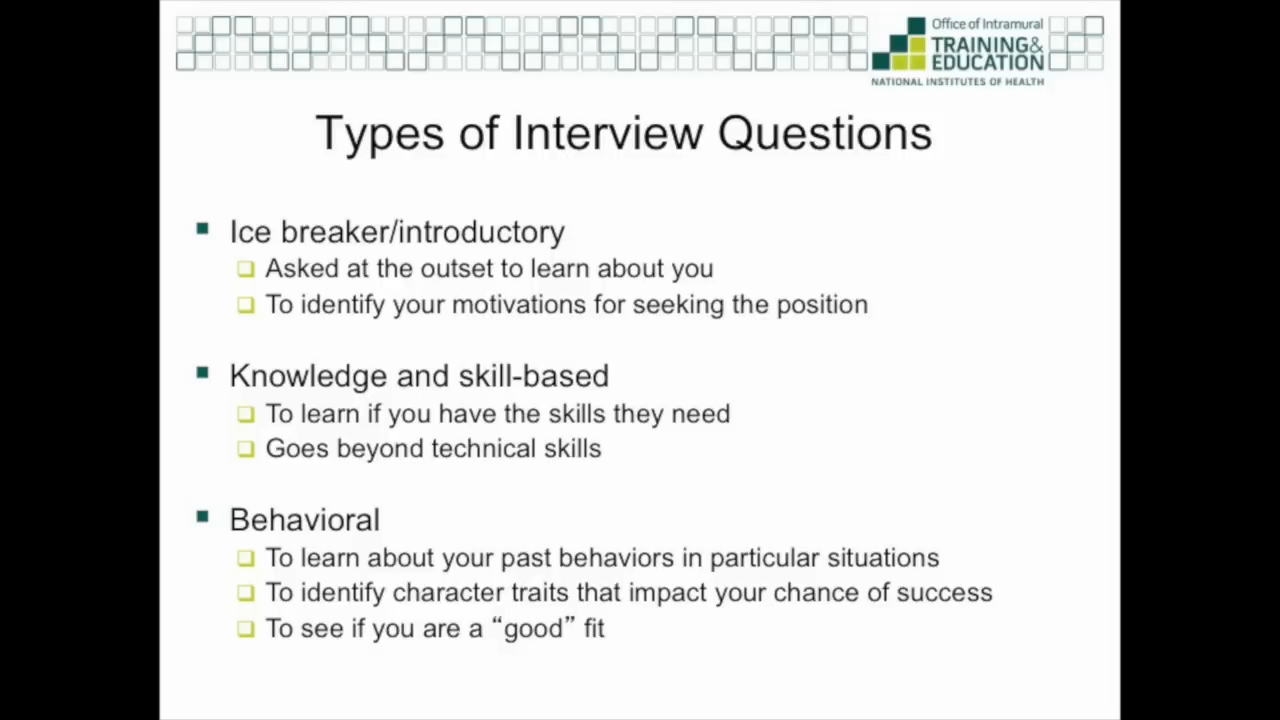 Office of Intramural
TRAINING&
EDUCATION
NATIONAL INSTITUTES OF HEALTH
Types of Interview Questions
Ice breaker/introductory
Asked at the outset to learn about you
To identify your motivations for seeking the position
Knowledge and skill-based
To learn if you have the skills they need
Goes beyond technical skills
Behavioral
To learn about your past behaviors in particular situations
To identify character traits that impact your chance of success
To see if you are a “good” fit